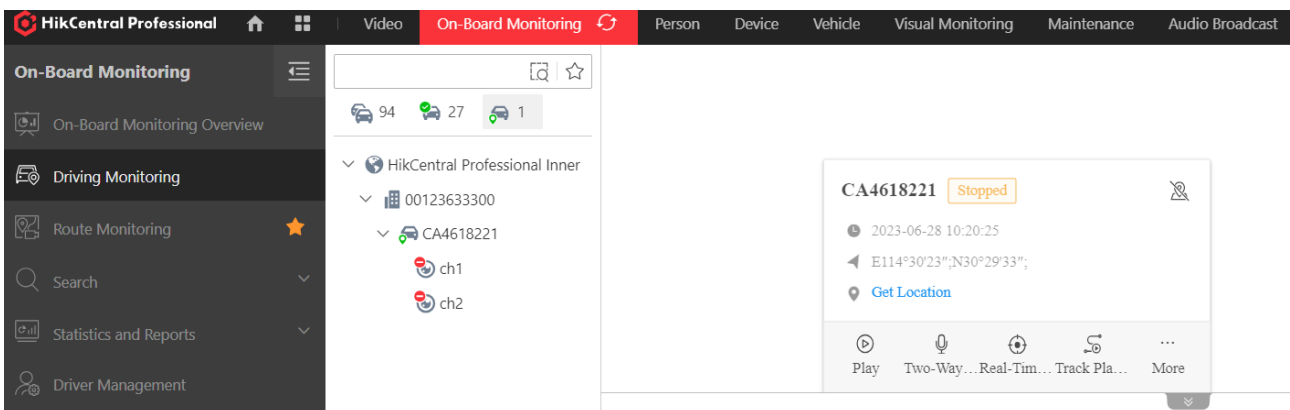 HikCentral Professional Video On-Board Monitoring Person Device Vehicle Visual Monitoring Maintenance Audio Broadcast
On-Board Monitoring
On-Board Monitoring Overview
Driving Monitoring
Route Monitoring
Search
Statistics and Reports
Driver Management
94 27 1
HikCentral Professional Inner
00123633300
CA4618221
ch1
ch2
CA4618221 Stopped
2023-06-28 10:20:25
E114°30'23";N30°29'33";
Get Location
Play Two-Way... Real-Tim... Track Pla... More